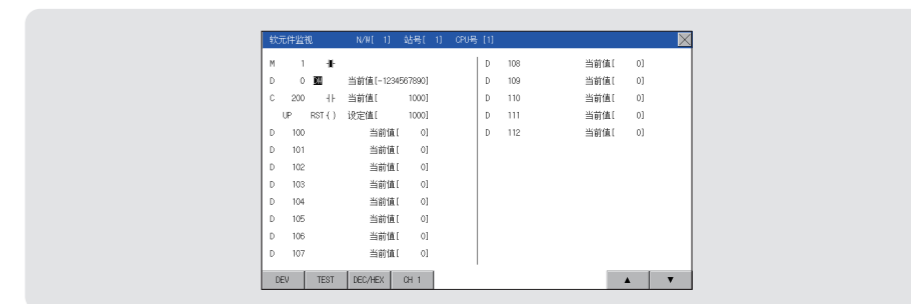 软元件监视 N/W[ 1] 站号[ 1] CPU号 [1]
M 1
D 0 当前值[-1234567890]
C 200 当前值[ 1000]
UP RST ( ) 设定值[ 1000]
D 100 当前值[ 0]
D 101 当前值[ 0]
D 102 当前值[ 0]
D 103 当前值[ 0]
D 104 当前值[ 0]
D 105 当前值[ 0]
D 106 当前值[ 0]
D 107 当前值[ 0]
D 108 当前值[ 0]
D 109 当前值[ 0]
D 110 当前值[ 0]
D 111 当前值[ 0]
D 112 当前值[ 0]
DEV TEST DEC/HEX CH 1 ▲ ▼